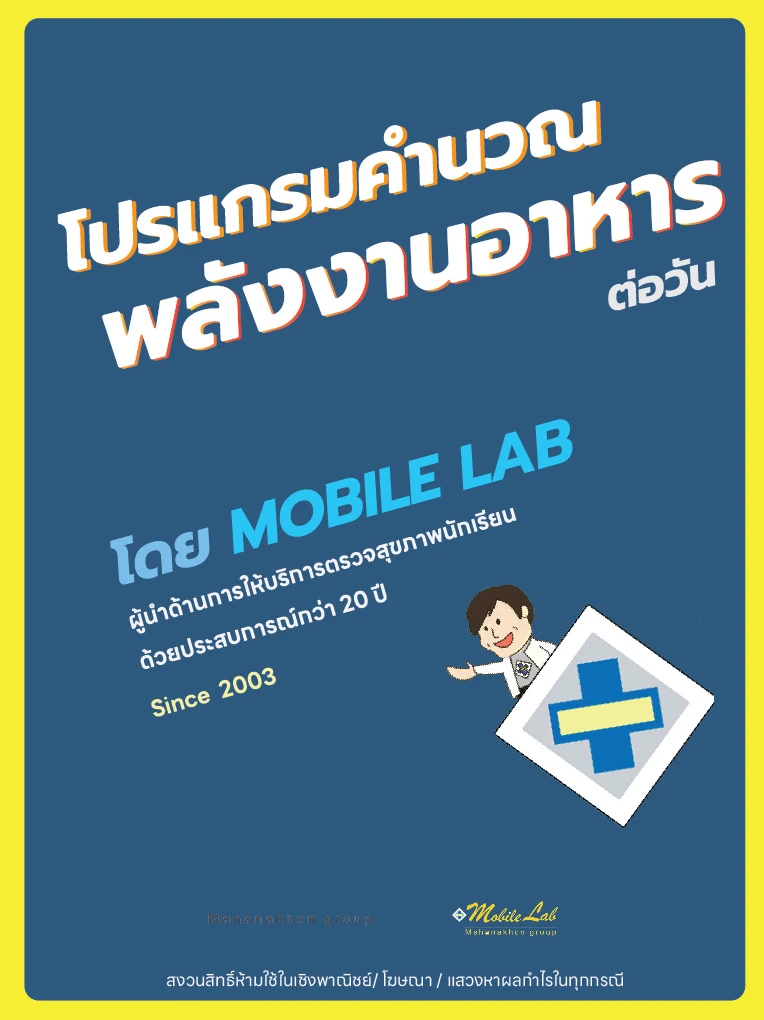 โปรแกรมคำนวณ
พลังงานอาหาร
ต่อวัน
โดย MOBILE LAB
ผู้นำด้านการให้บริการตรวจสุขภาพนักเรียน
ด้วยประสบการณ์กว่า 20 ปี
Since 2003
Mahanakhon group
Mobile Lab
Mahanakhon group
สงวนสิทธิ์ห้ามใช้ในเชิงพาณิชย์/ โฆษณา / แสวงหาผลกำไรในทุกกรณี